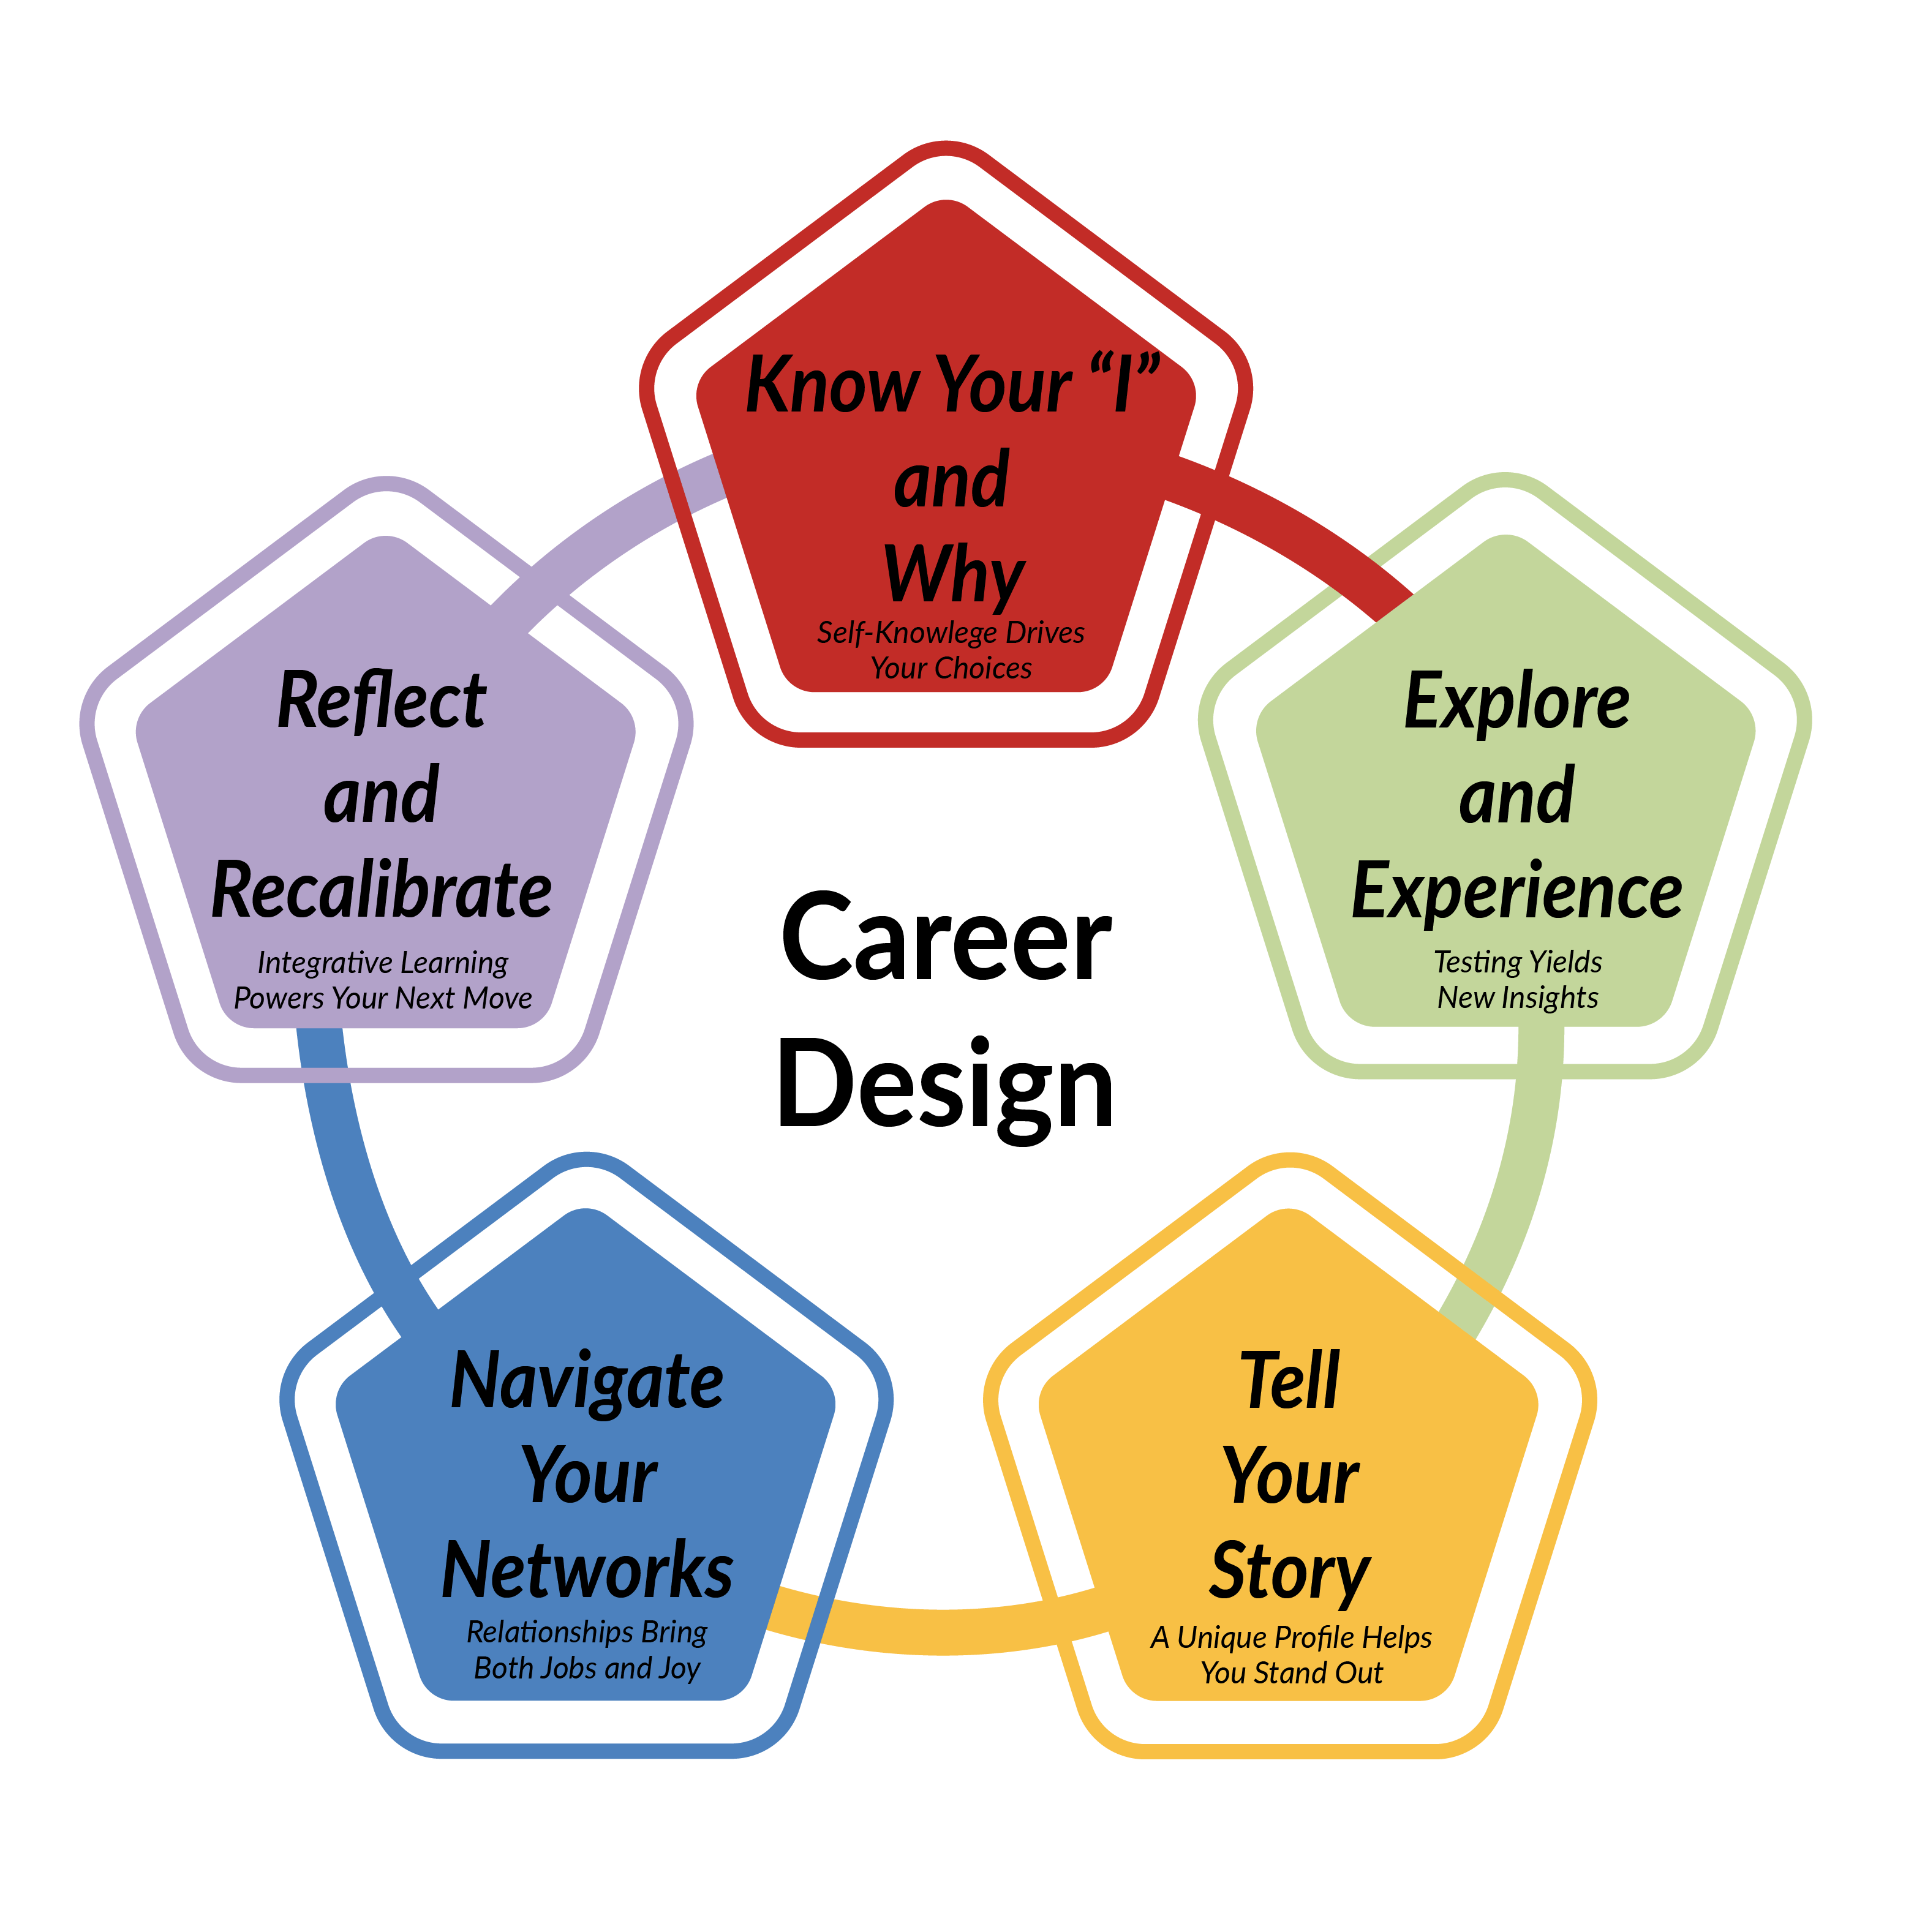 Know Your “I”
and
Why
Self-Knowlege Drives
Your Choices
Explore
and
Experience
Testing Yields
New Insights
Tell
Your
Story
A Unique Profile Helps
You Stand Out
Navigate
Your
Networks
Relationships Bring
Both Jobs and Joy
Reflect
and
Recalibrate
Integrative Learning
Powers Your Next Move
Career
Design